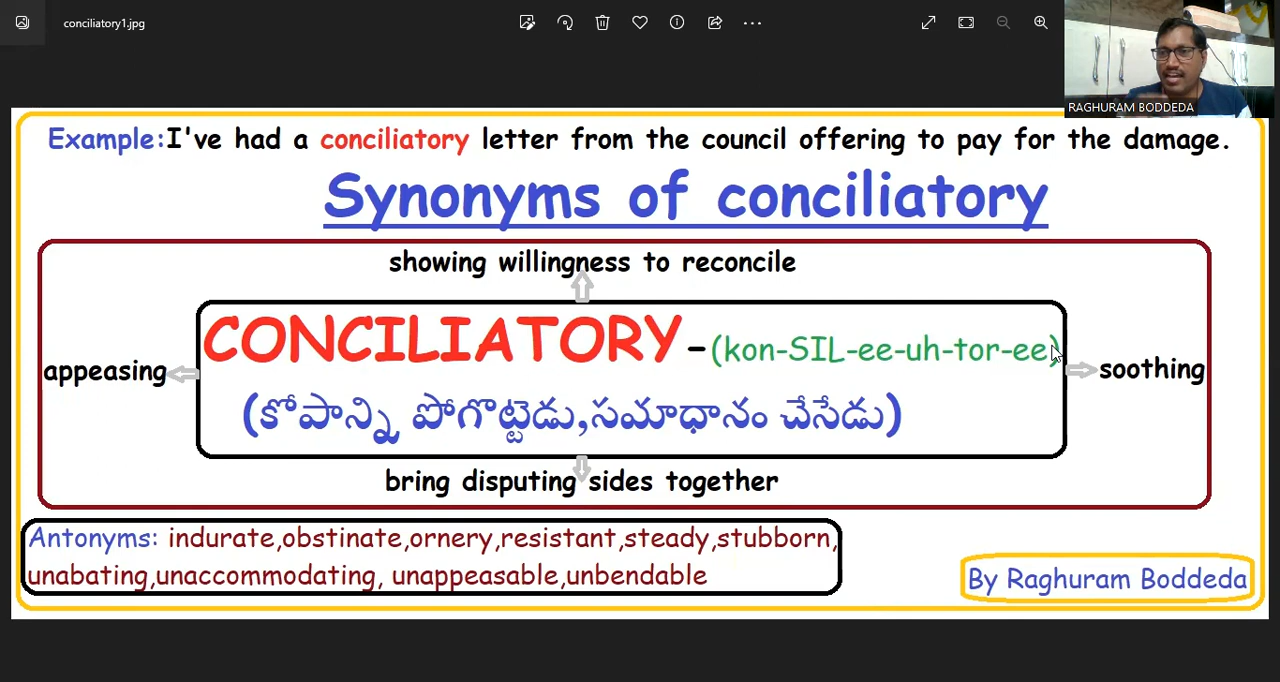 conciliatory1.jpg
RAGHURAM BODDEDA
Example:I've had a conciliatory letter from the council offering to pay for the damage.
Synonyms of conciliatory
showing willingness to reconcile
CONCILIATORY-(kon-SIL-ee-uh-tor-ee)
appeasing
soothing
(కోపాన్ని పోగొట్టెడు,సమాధానం చేసేడు)
bring disputing sides together
Antonyms: indurate,obstinate,ornery,resistant,steady,stubborn,
unabating,unaccommodating, unappeasable,unbendable
By Raghuram Boddeda